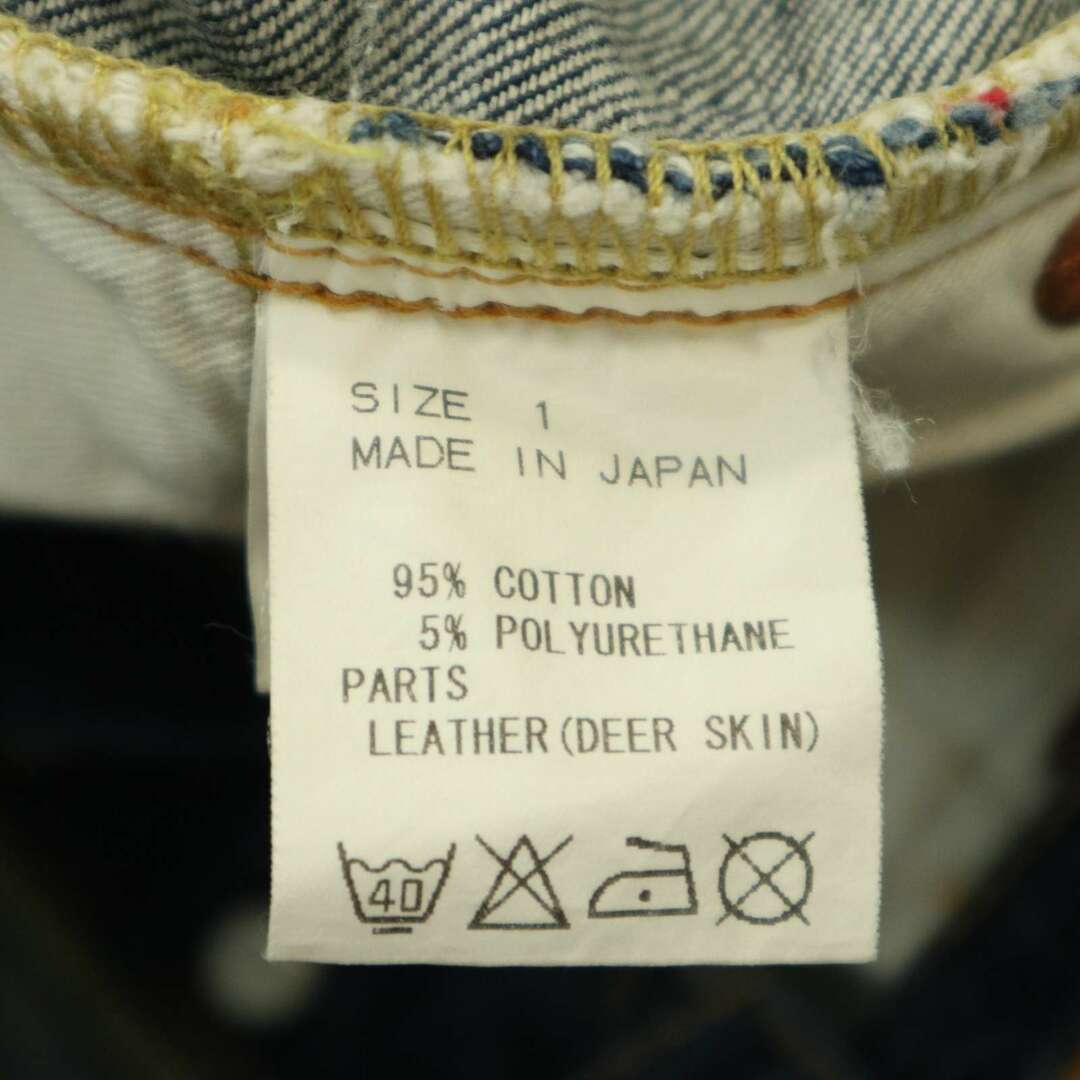 SIZE 1
MADE IN JAPAN
95% COTTON
5% POLYURETHANE
PARTS
LEATHER(DEER SKIN)
40